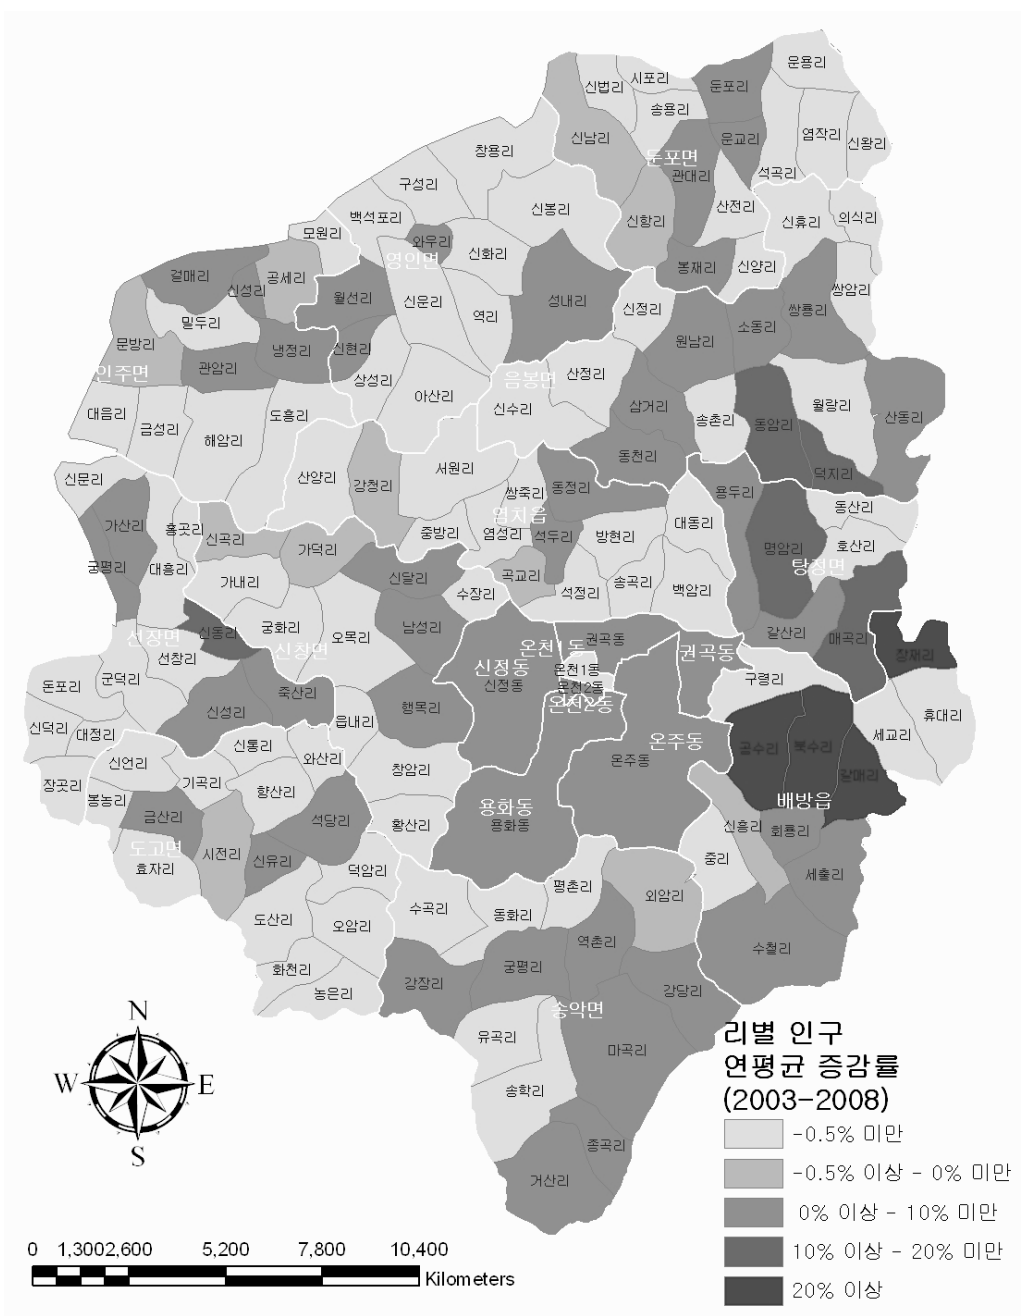 운용리
신법리 시포리 둔포리
송용리
염작리
신남리 운교리 신왕리
창용리
둔포면
관대리 석곡리
구성리
신봉리 산전리
백석포리 신항리 신휴리 의식리
모원리 와우리
신화리
영인면
걸매리 공세리 봉재리 신양리
신성리 월선리 성내리 쌍암리
신문리 신정리 쌍룡리
밀두리 역리 소동리
문방리 냉정리 신현리 원남리
관암리
인주면 상성리 음봉면 산정리
아산리
대음리 도흥리 신수리 삼거리 송촌리 월랑리
금성리 해암리 동암리 산동리
동천리
신문리 산양리 강청리 서원리 덕지리
쌍죽리 동정리 용두리
염치읍 동산리
가산리 홍곳리 신곡리 가덕리 중방리 염성리 석두리 방현리 대동리
명암리 호산리
궁평리 대흥리 탕정면
가내리 신달리 곡교리 송곡리
수장리 석정리 백암리
선장면 신동리 궁화리 남성리
오목리 갈산리 매곡리
선창리 신창면 온천1동 권곡동 장재리
권곡동
군덕리 신정동 온천1동
돈포리 죽산리 신정동 온천2동 구령리
신성리 행목리 온천2동
신덕리 대정리 읍내리 휴대리
신통리 온주동 세교리
신언리 와산리 온주동 골수리 북수리
장곳리 기곡리 창암리 갈매리
봉농리 향산리
금산리 석당리 용화동 배방읍
황산리 용화동 신흥리 회룡리
도고면 시전리 신유리
효자리 덕암리 중리 세출리
평촌리
외암리
수곡리 동화리
도산리 오암리
역촌리 수철리
화천리 궁평리
강장리 강당리
농은리
송악면
유곡리
마곡리
송학리
종곡리
거산리
N
W E
S
리별 인구
연평균 증감률
(2003-2008)
-0.5% 미만
-0.5% 이상 - 0% 미만
0% 이상 - 10% 미만
10% 이상 - 20% 미만
20% 이상
0 1,300 2,600 5,200 7,800 10,400
Kilometers